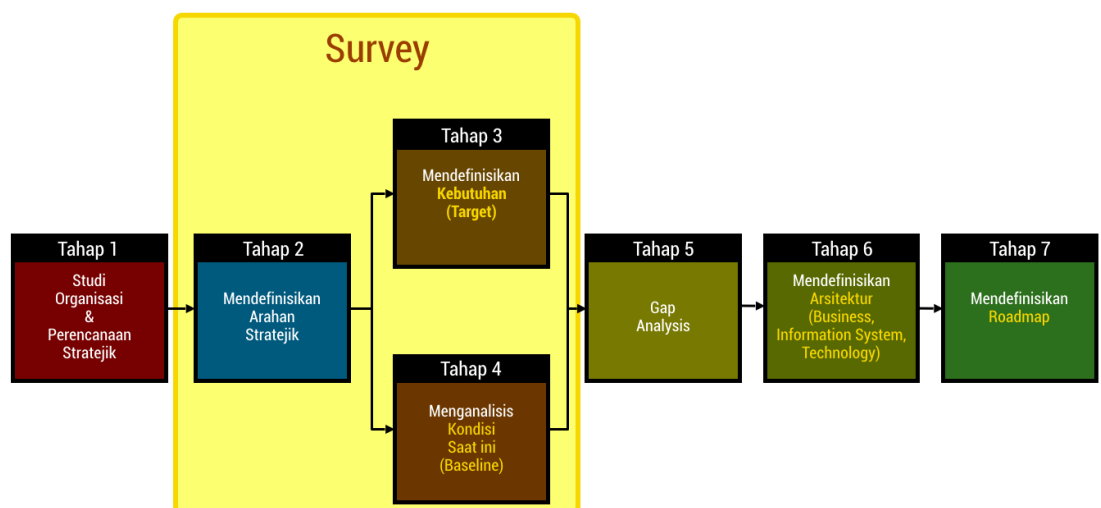 Survey
Tahap 1
Studi
Organisasi
&
Perencanaan
Stratejik
Tahap 2
Mendefinisikan
Arahan
Stratejik
Tahap 3
Mendefinisikan
Kebutuhan
(Target)
Tahap 4
Menganalisis
Kondisi
Saat ini
(Baseline)
Tahap 5
Gap
Analysis
Tahap 6
Mendefinisikan
Arsitektur
(Business,
Information System,
Technology)
Tahap 7
Mendefinisikan
Roadmap